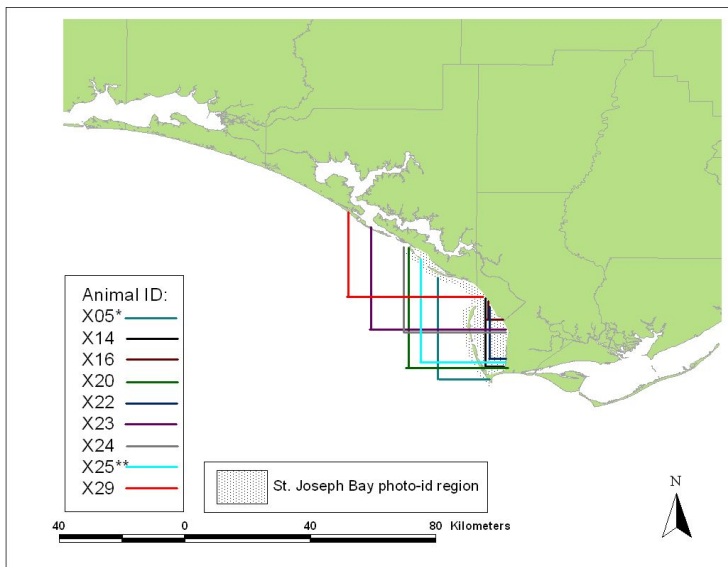 Animal ID:
X05*
X14
X16
X20
X22
X23
X24
X25**
X29
St. Joseph Bay photo-id region
N
40 0 40 80 Kilometers